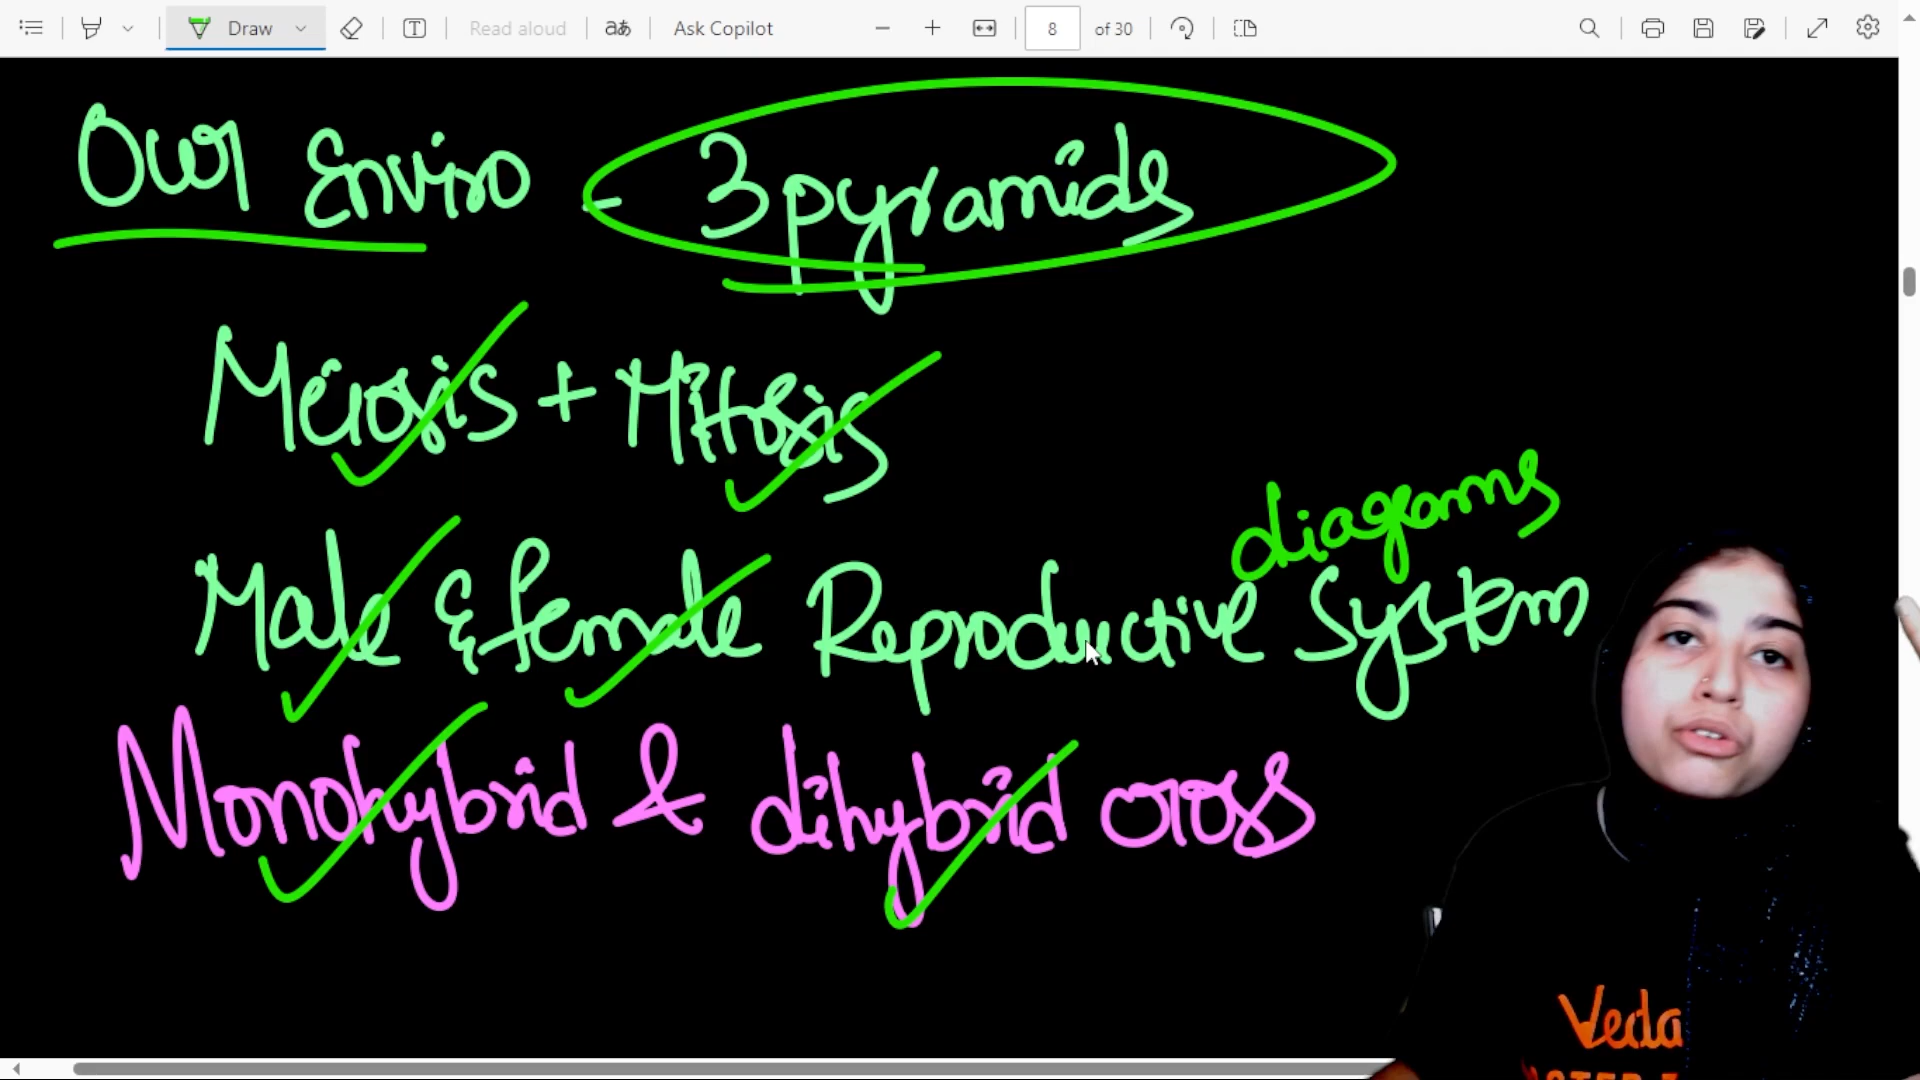 Draw
Read aloud
Ask Copilot
8 of 30
Our Enviro - 3 pyramids
Meiosis + Mitosis
diagrams
Male & female Reproductive System
Monohybrid & dihybrid cross
Veda